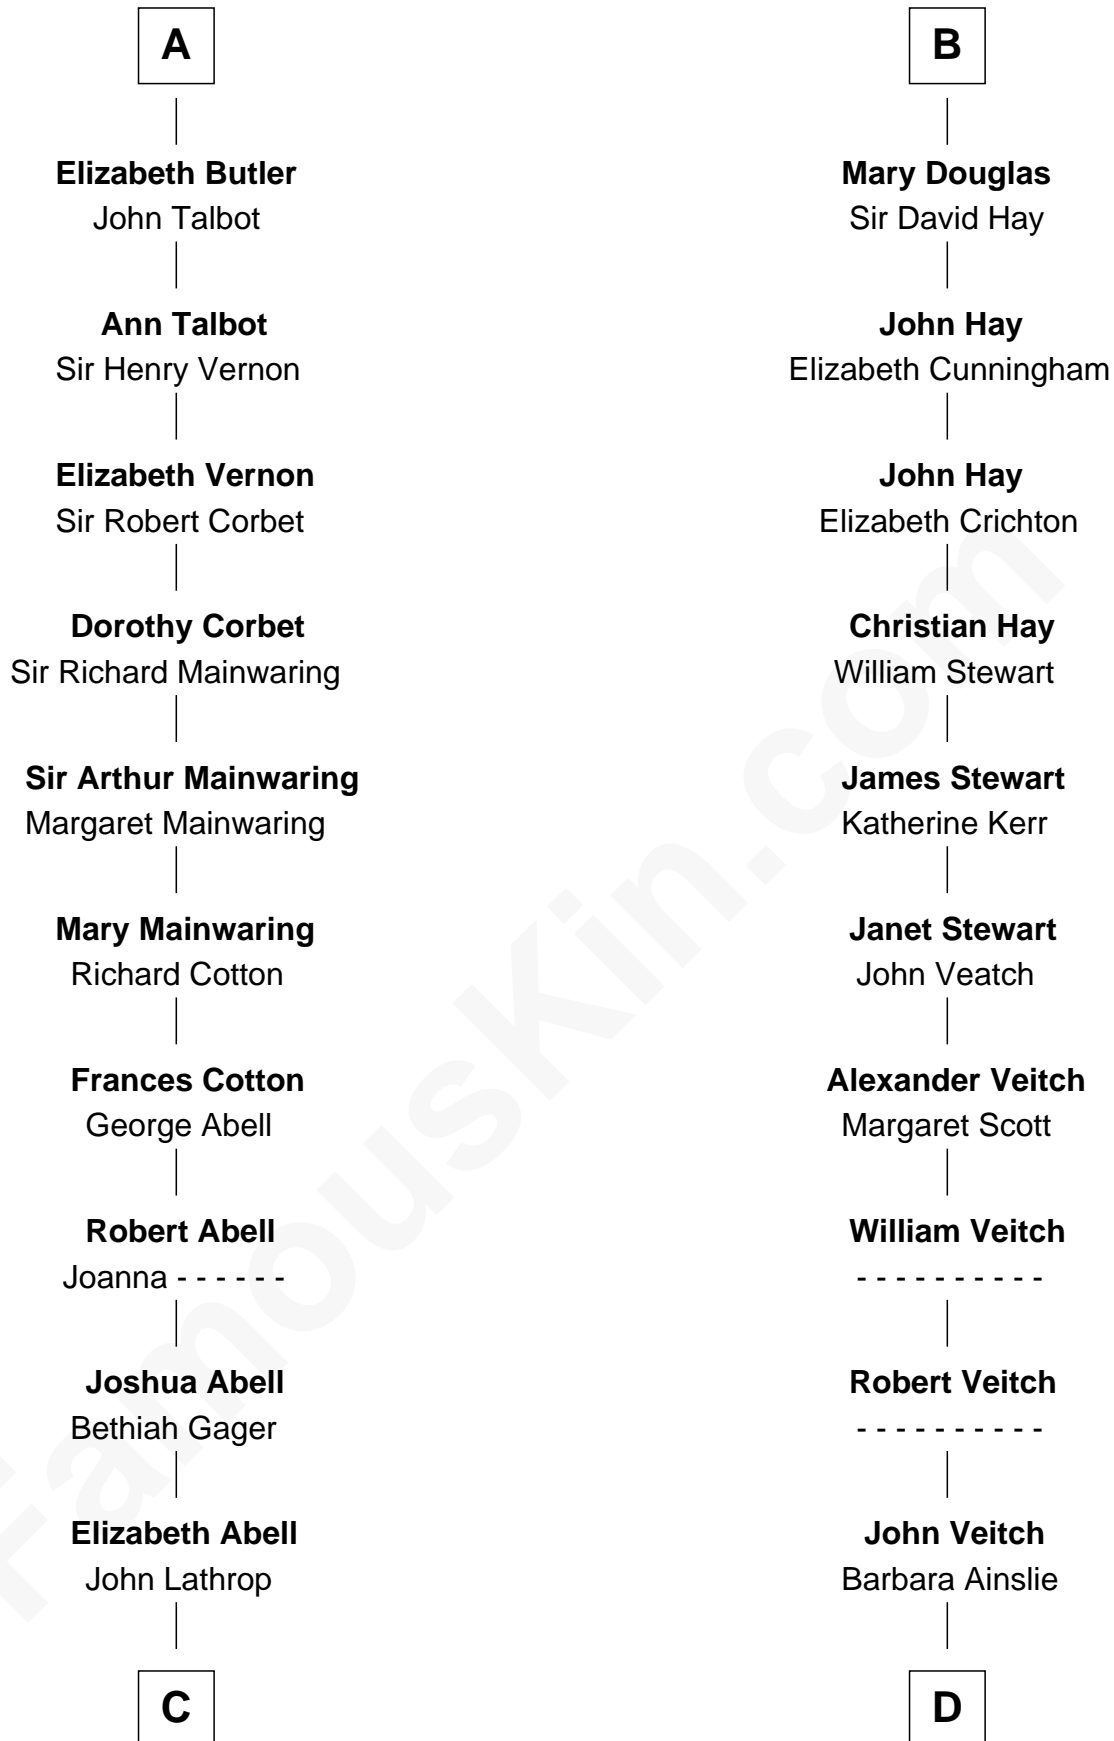 A
Elizabeth Butler
John Talbot
Ann Talbot
Sir Henry Vernon
Elizabeth Vernon
Sir Robert Corbet
Dorothy Corbet
Sir Richard Mainwaring
Sir Arthur Mainwaring
Margaret Mainwaring
Mary Mainwaring
Richard Cotton
Frances Cotton
George Abell
Robert Abell
Joanna - - - - - -
Joshua Abell
Bethiah Gager
Elizabeth Abell
John Lathrop
C
B
Mary Douglas
Sir David Hay
John Hay
Elizabeth Cunningham
John Hay
Elizabeth Crichton
Christian Hay
William Stewart
James Stewart
Katherine Kerr
Janet Stewart
John Veatch
Alexander Veitch
Margaret Scott
William Veitch
- - - - - - - - - -
Robert Veitch
- - - - - - - - - -
John Veitch
Barbara Ainslie
D
FamousKin.com